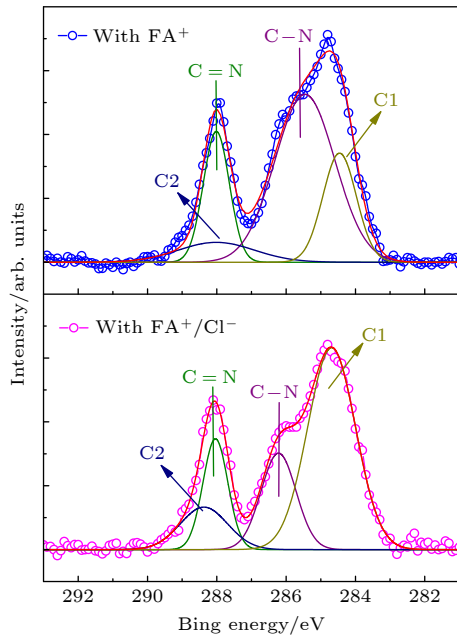 With FA⁺
C−N
C=N
C1
C2
Intensity/arb. units
With FA⁺/Cl⁻
C1
C−N
C=N
C2
292 290 288 286 284 282
Bing energy/eV